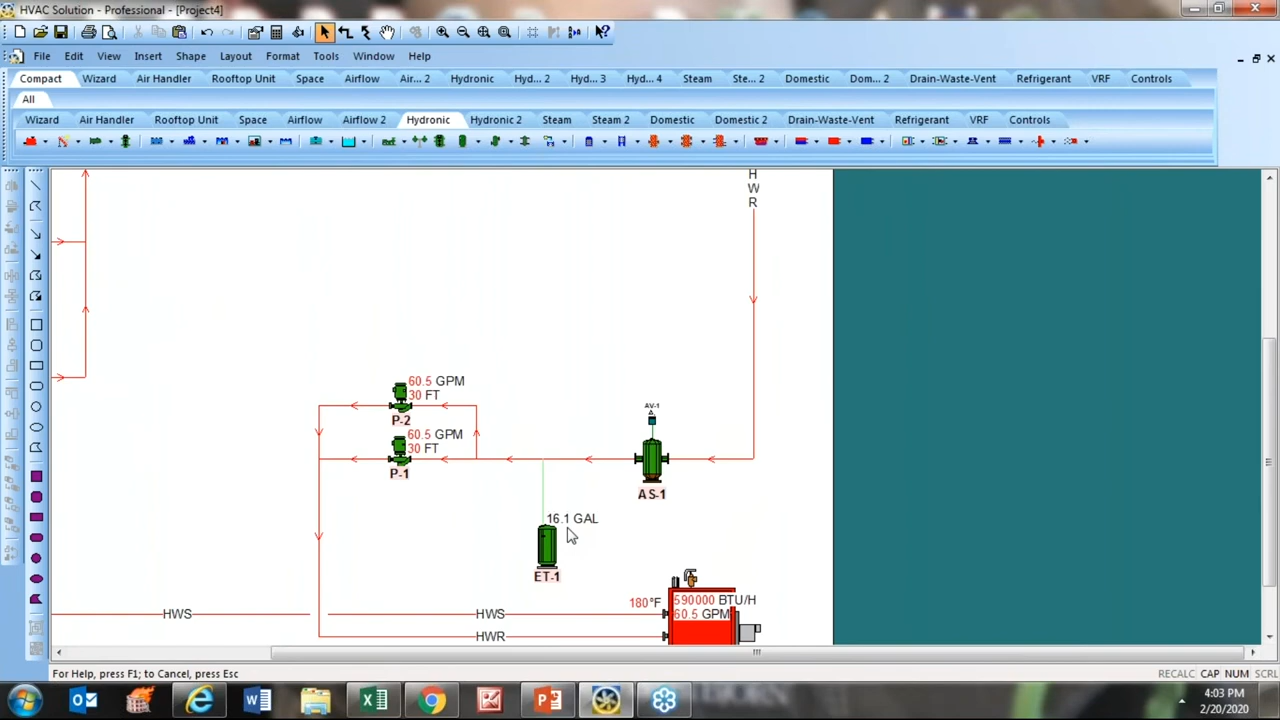 HVAC Solution - Professional - [Project4]
File Edit View Insert Shape Layout Format Tools Window Help
Compact Wizard Air Handler Rooftop Unit Space Airflow Air... 2 Hydronic Hyd... 2 Hyd... 3 Hyd... 4 Steam Ste... 2 Domestic Dom... 2 Drain-Waste-Vent Refrigerant VRF Controls
All
Wizard Air Handler Rooftop Unit Space Airflow Airflow 2 Hydronic Hydronic 2 Steam Steam 2 Domestic Domestic 2 Drain-Waste-Vent Refrigerant VRF Controls
H
W
R
60.5 GPM
30 FT
P-2
60.5 GPM
30 FT
P-1
AV-1
AS-1
16.1 GAL
ET-1
180°F
590000 BTU/H
60.5 GPM
HWS
HWS
HWR
For Help, press F1; to Cancel, press Esc
RECALC CAP NUM SCRL
4:03 PM
2/20/2020